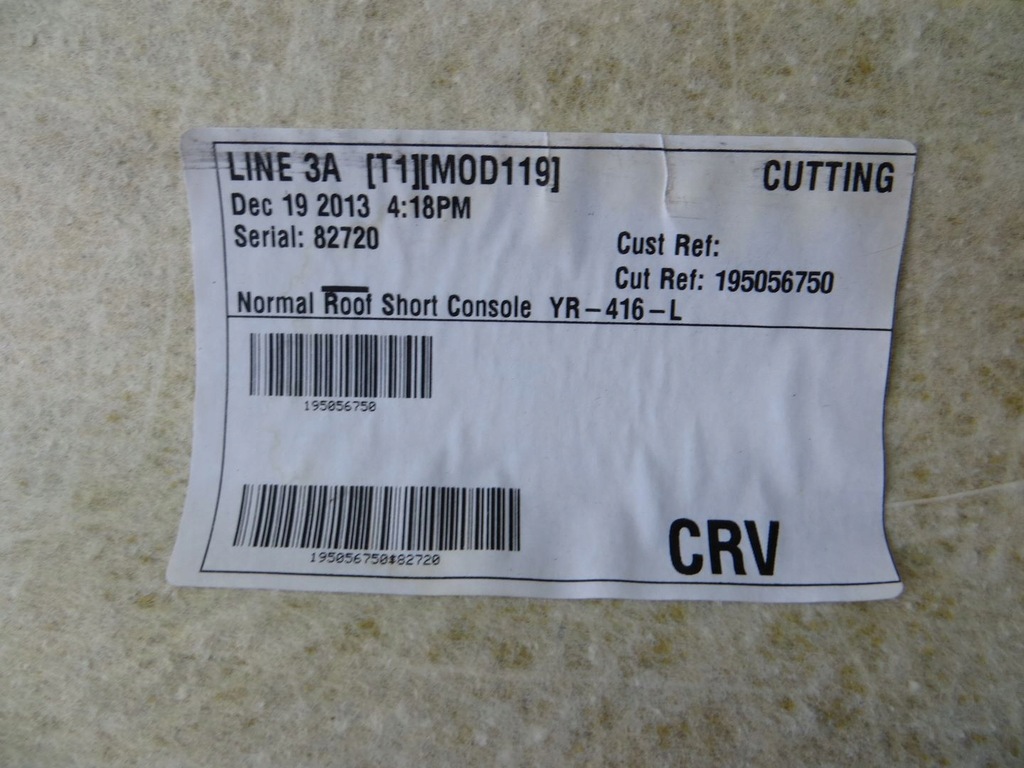 LINE 3A [T1][MOD119]
CUTTING
Dec 19 2013 4:18PM
Serial: 82720
Cust Ref:
Cut Ref: 195056750
Normal Roof Short Console YR-416-L
195056750
195056750$82720
CRV